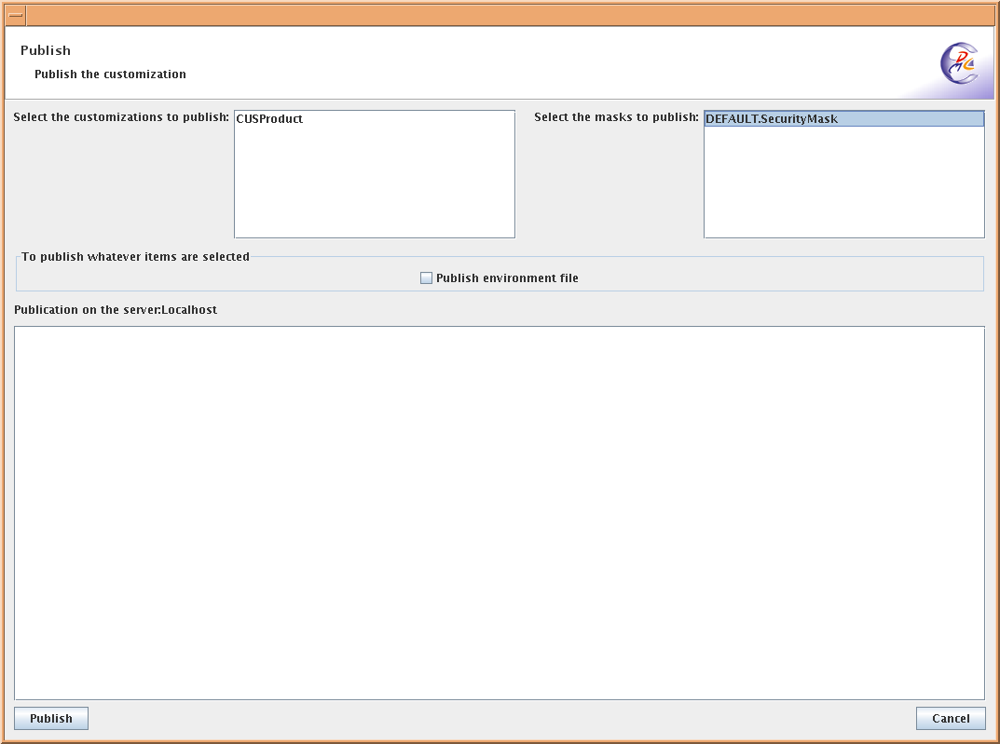 Publish
Publish the customization
Select the customizations to publish: CUSProduct Select the masks to publish: DEFAULT.SecurityMask
To publish whatever items are selected
Publish environment file
Publication on the server:Localhost
Publish Cancel